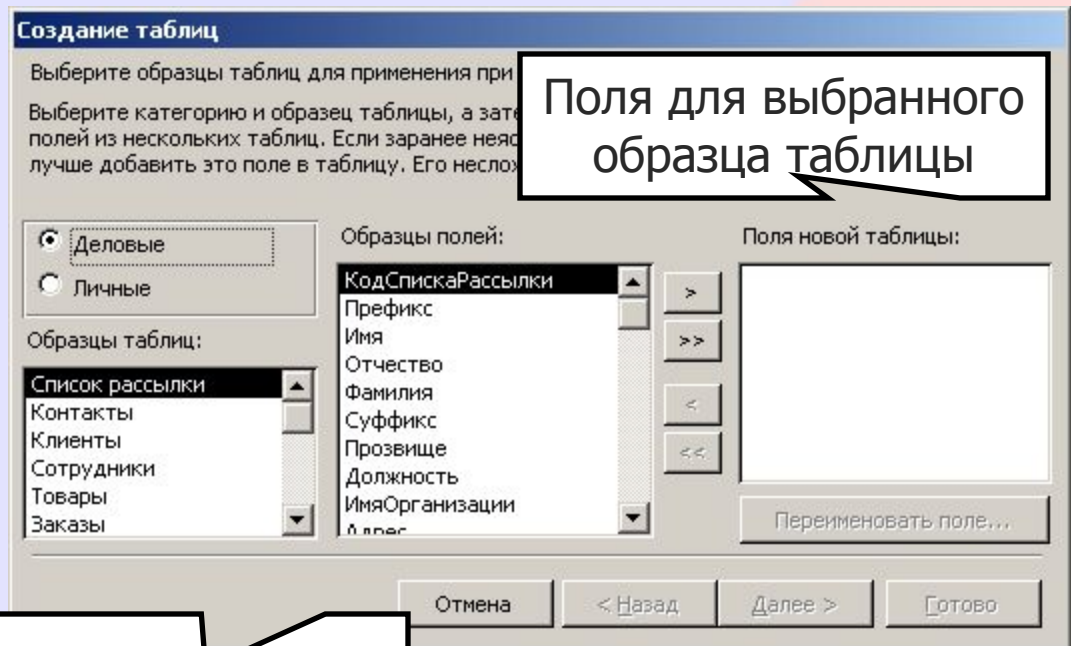 Создание таблиц
Выберите образцы таблиц для применения при
Выберите категорию и образец таблицы, а
полей из нескольких таблиц. Если заранее
лучше добавить это поле в таблицу. Его
Поля для выбранного
образца таблицы
Деловые
Личные
Образцы таблиц:
Список рассылки
Контакты
Клиенты
Сотрудники
Товары
Заказы
Образцы полей:
КодСпискаРассылки
Префикс
Имя
Отчество
Фамилия
Суффикс
Прозвище
Должность
ИмяОрганизации
Адрес
>
>>
<
<<
Поля новой таблицы:
Переименовать поле...
Отмена
< Назад
Далее >
Готово